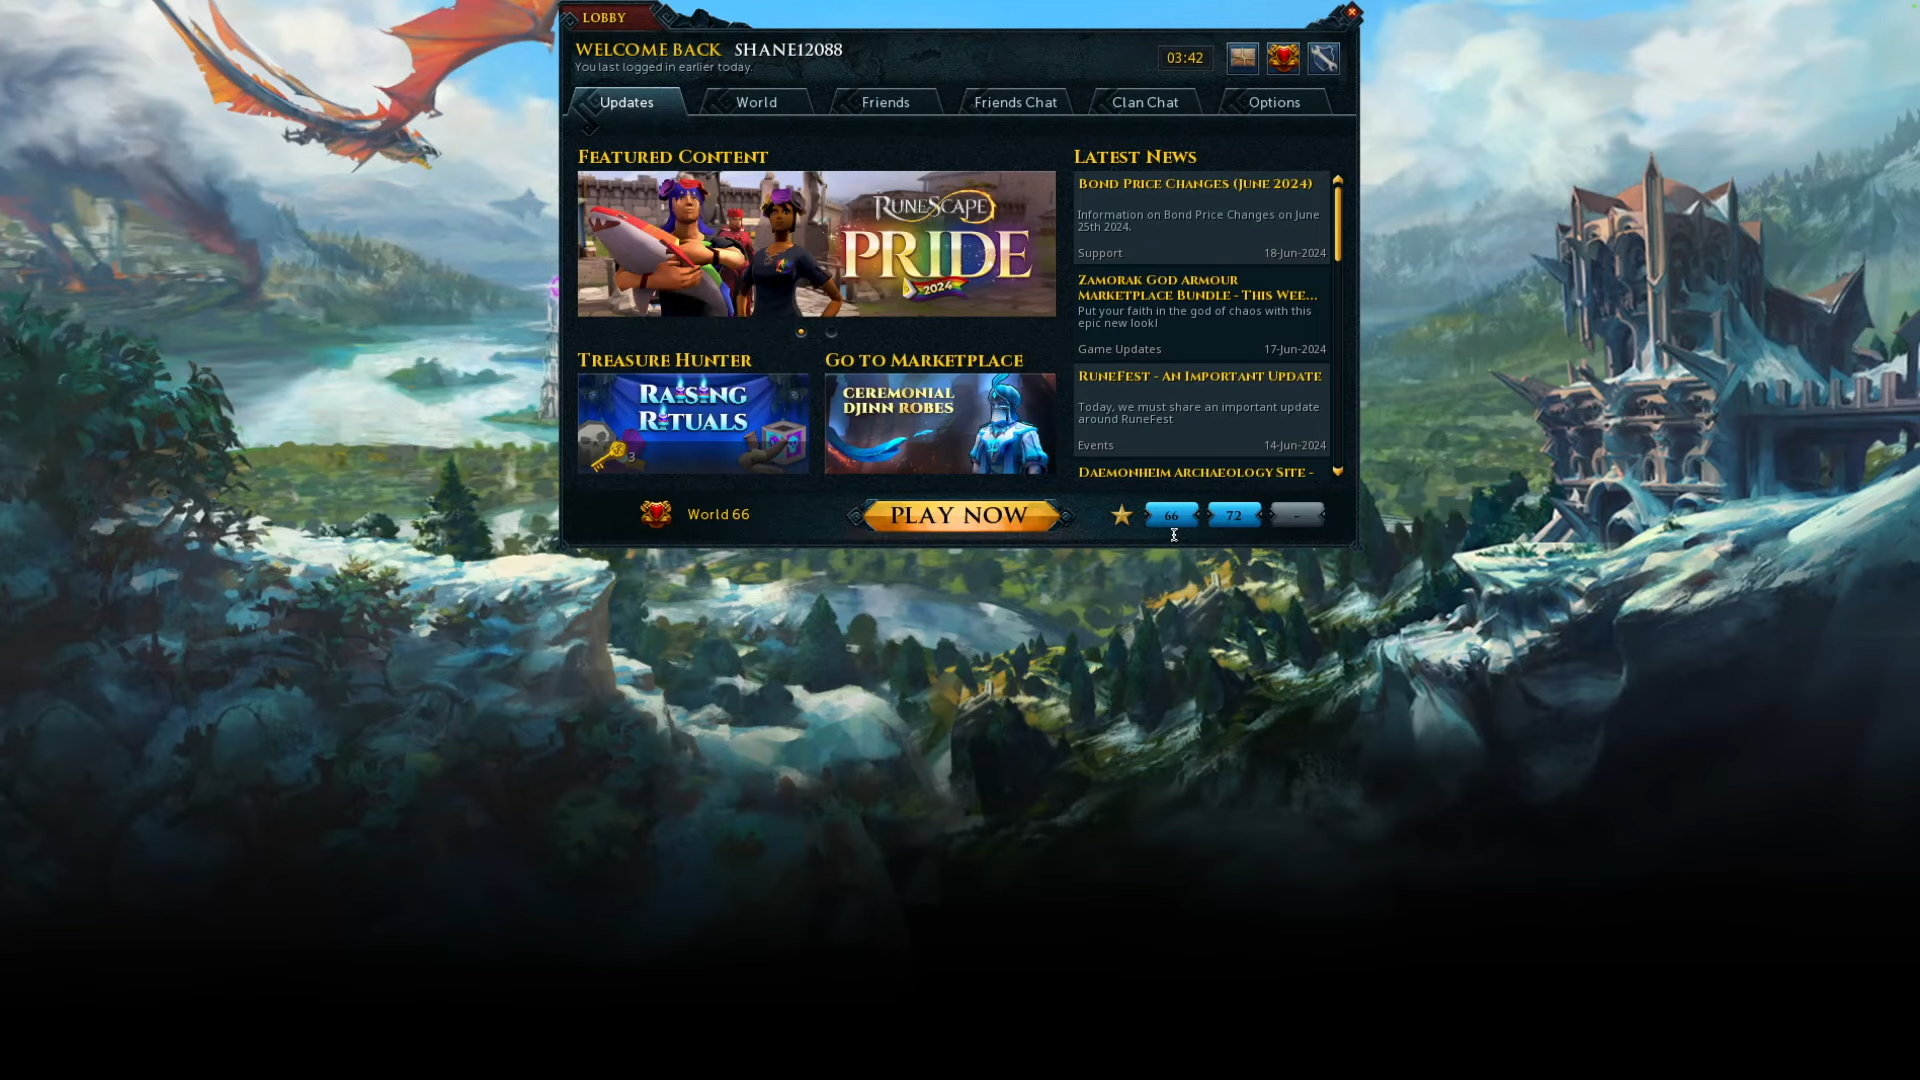 LOBBY
WELCOME BACK SHANE12088
You last logged in earlier today.
03:42
Updates
World
Friends
Friends Chat
Clan Chat
Options
FEATURED CONTENT
RUNESCAPE
PRIDE
2024
TREASURE HUNTER
RAISING
RITUALS
3
GO TO MARKETPLACE
CEREMONIAL
DJINN ROBES
LATEST NEWS
BOND PRICE CHANGES (JUNE 2024)
Information on Bond Price Changes on June
25th 2024.
Support 18-Jun-2024
ZAMORAK GOD ARMOUR
MARKETPLACE BUNDLE - THIS WEE...
Put your faith in the god of chaos with this
epic new look!
Game Updates 17-Jun-2024
RUNEFEST - AN IMPORTANT UPDATE
Today, we must share an important update
around RuneFest
Events 14-Jun-2024
DAEMONHEIM ARCHAEOLOGY SITE -
World 66
PLAY NOW
66
72
-